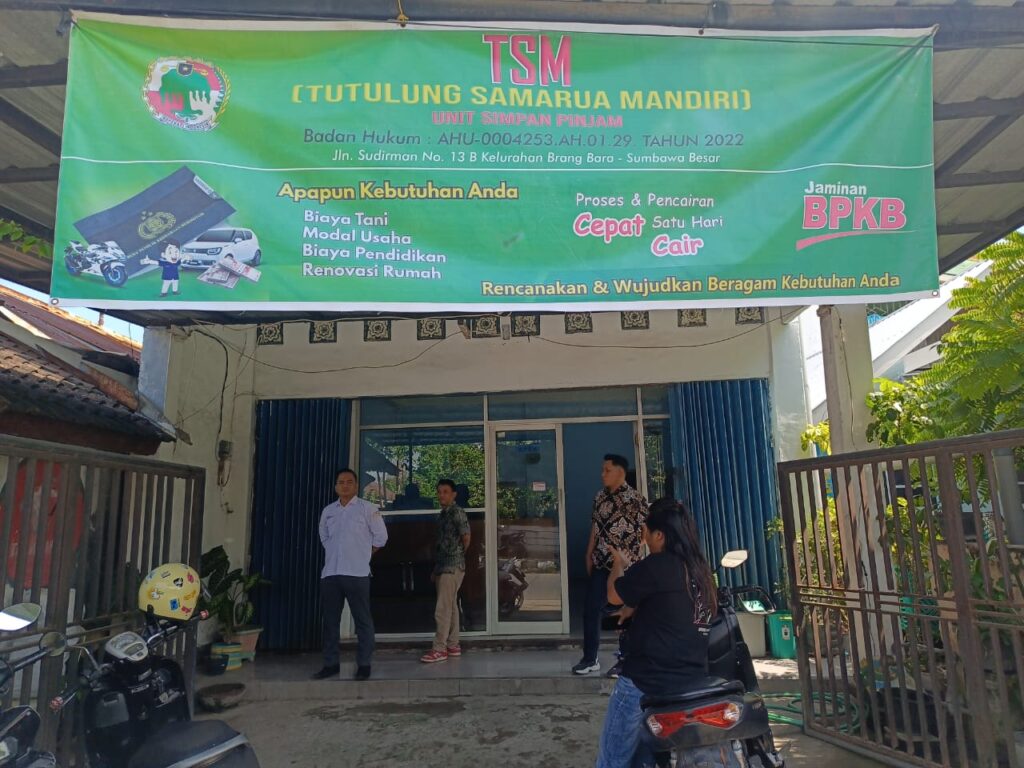 TSM
(TUTULUNG SAMARUA MANDIRI)
UNIT SIMPAN PINJAM
Badan Hukum : AHU-0004253.AH.01.29. TAHUN 2022
Jln. Sudirman No. 13 B Kelurahan Brang Bara - Sumbawa Besar
Apapun Kebutuhan Anda
Biaya Tani
Modal Usaha
Biaya Pendidikan
Renovasi Rumah
Proses & Pencairan
Cepat Satu Hari
Cair
Jaminan
BPKB
Rencanakan & Wujudkan Beragam Kebutuhan Anda